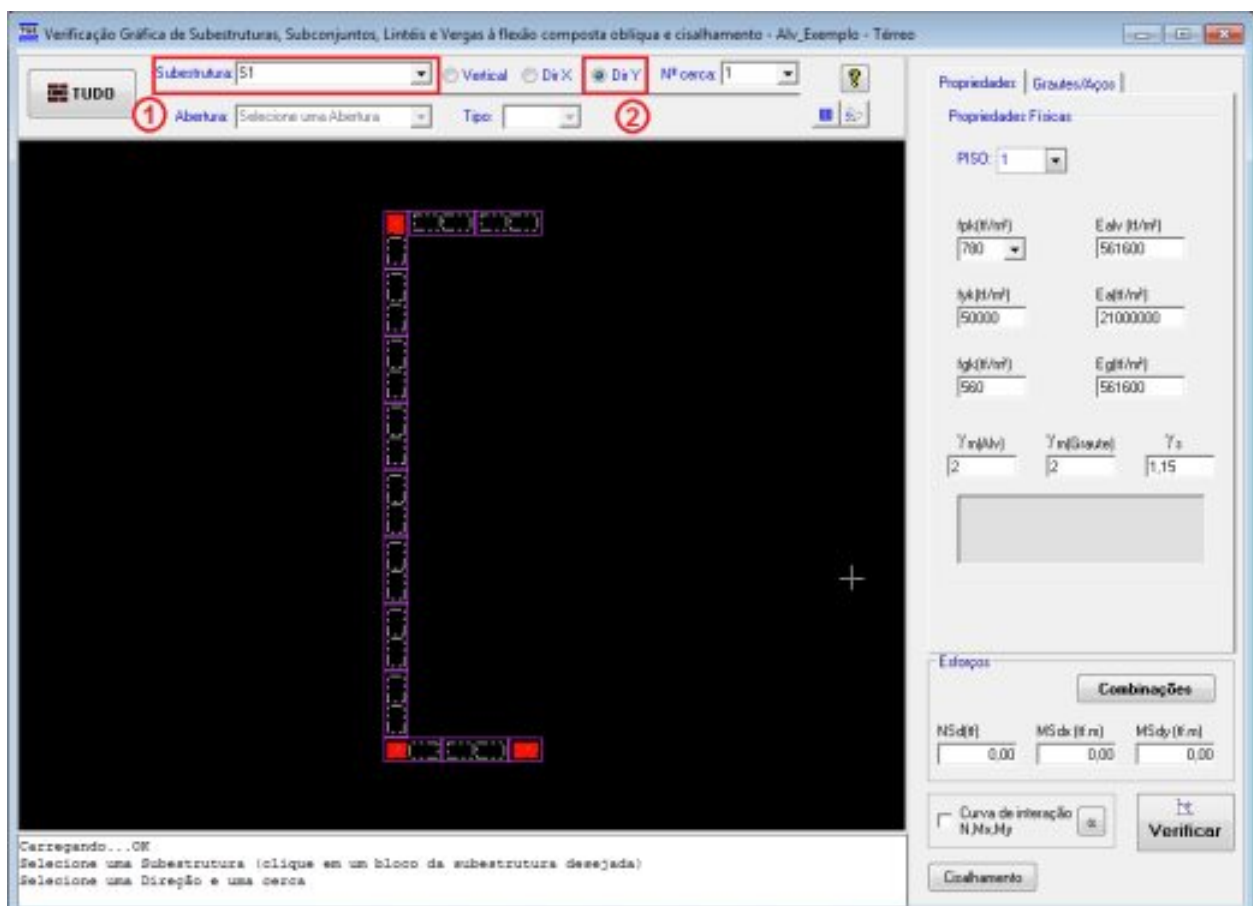 Verificação Gráfica de Subestruturas, Subconjuntos, Lintéis e Vergas à flexão composta oblíqua e cisalhamento - Alv_Exemplo - Térreo
TUDO
Subestrutura: S1
Vertical Dir X Dir Y Nº cerca: 1
1
Abertura: Selecione uma Abertura
Tipo:
2
Propriedades Grautes/Aços
Propriedades Físicas
PISO: 1
fpk(tf/m²) Ealv (tf/m²)
780 561600
fyk(tf/m²) Ea(tf/m²)
50000 21000000
fgk(tf/m²) Eg(tf/m²)
560 561600
γm(Alv) γm(Graute) γs
2 2 1,15
Esforços
Combinações
NSd(tf) MSdx (tf.m) MSdy (tf.m)
0,00 0,00 0,00
Curva de interação
N,Mx,My
α
Verificar
Cisalhamento
Carregando...OK
Selecione uma Subestrutura (clique em um bloco da subestrutura desejada)
Selecione uma Direção e uma cerca